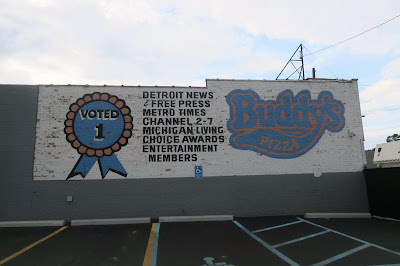 VOTED
1
DETROIT NEWS
& FREE PRESS
METRO TIMES
CHANNEL 2-7
MICHIGAN LIVING
CHOICE AWARDS
ENTERTAINMENT
MEMBERS
Buddy's
PIZZA